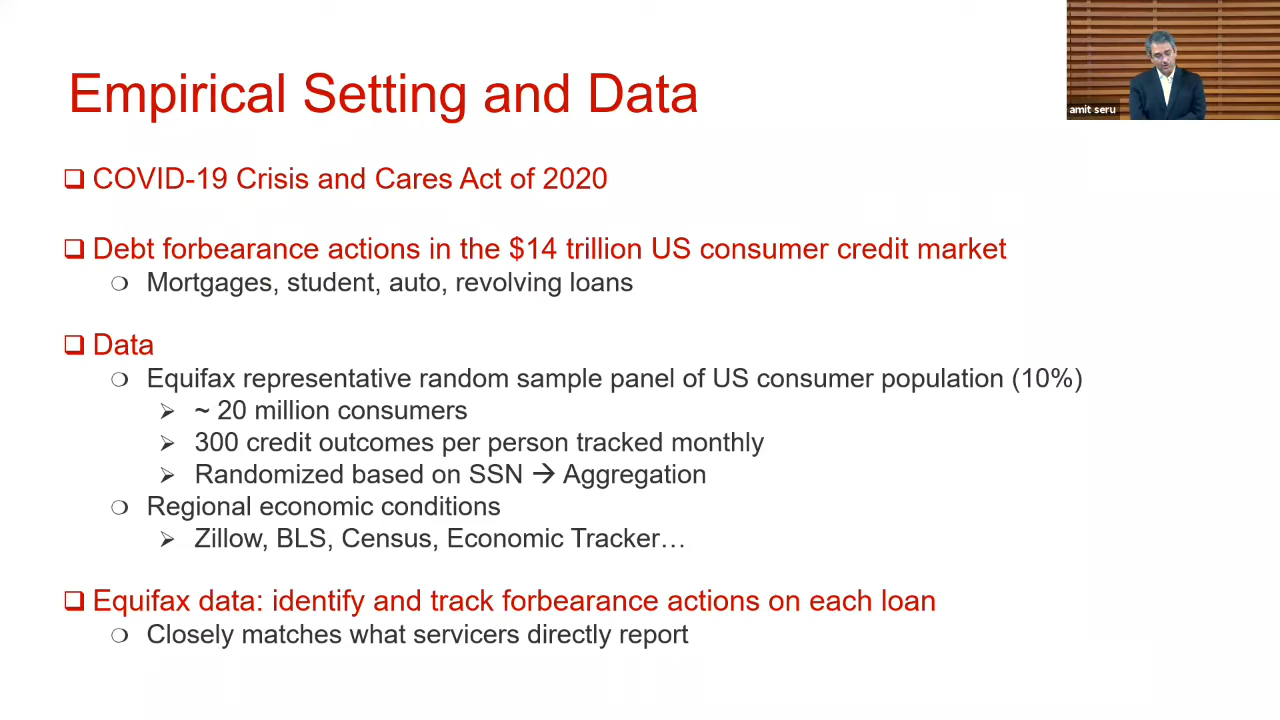 Empirical Setting and Data
amit seru
COVID-19 Crisis and Cares Act of 2020
Debt forbearance actions in the $14 trillion US consumer credit market
Mortgages, student, auto, revolving loans
Data
Equifax representative random sample panel of US consumer population (10%)
~ 20 million consumers
300 credit outcomes per person tracked monthly
Randomized based on SSN → Aggregation
Regional economic conditions
Zillow, BLS, Census, Economic Tracker…
Equifax data: identify and track forbearance actions on each loan
Closely matches what servicers directly report